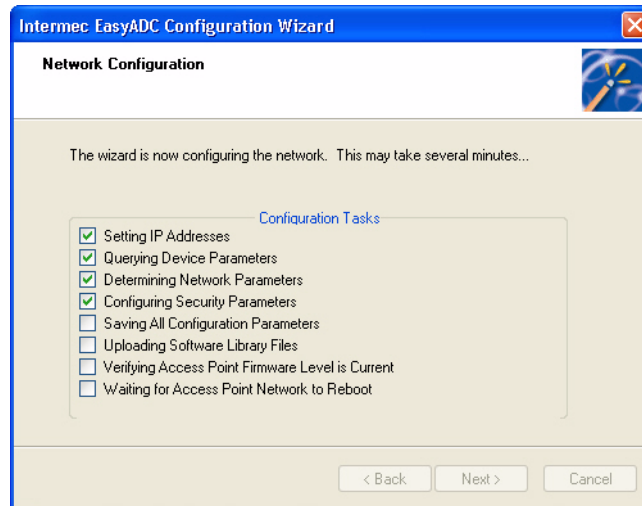 Intermec EasyADC Configuration Wizard
Network Configuration
The wizard is now configuring the network. This may take several minutes...
Configuration Tasks
Setting IP Addresses
Querying Device Parameters
Determining Network Parameters
Configuring Security Parameters
Saving All Configuration Parameters
Uploading Software Library Files
Verifying Access Point Firmware Level is Current
Waiting for Access Point Network to Reboot
< Back Next > Cancel